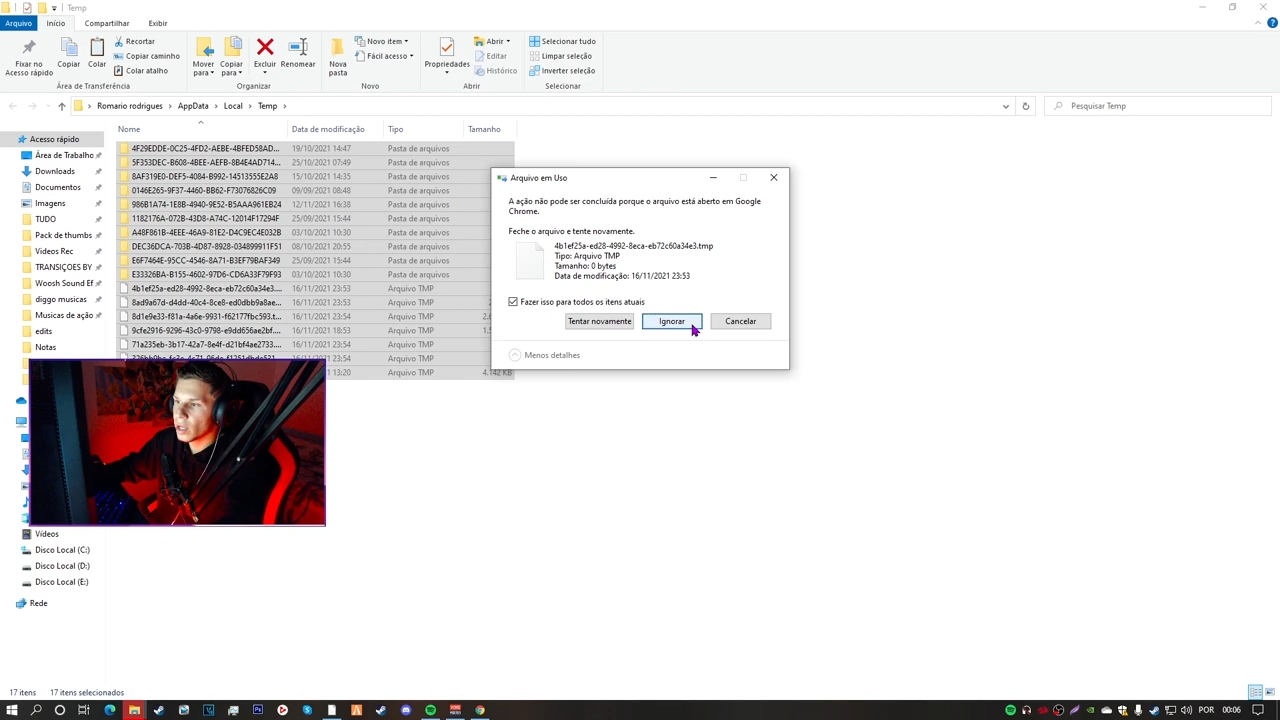 Temp
Arquivo
Início
Compartilhar
Exibir
Fixar no
Acesso rápido
Copiar
Colar
Recortar
Copiar caminho
Colar atalho
Área de Transferência
Mover
para
Copiar
para
Excluir
Renomear
Organizar
Nova
pasta
Novo item
Fácil acesso
Novo
Propriedades
Abrir
Editar
Histórico
Abrir
Selecionar tudo
Limpar seleção
Inverter seleção
Selecionar
Romario rodrigues > AppData > Local > Temp >
Pesquisar Temp
Nome Data de modificação Tipo Tamanho
Acesso rápido
Área de Trabalho
Downloads
Documentos
Imagens
TUDO
Pack de thumbs
Videos Rec
TRANSIÇOES BY
Woosh Sound Ef
diggo musicas
Musicas de ação
edits
Notas
Vídeos
Disco Local (C:)
Disco Local (D:)
Disco Local (E:)
Rede
4F29EDDE-0C25-4FD2-AEBE-4BFED58AD... 19/10/2021 14:47 Pasta de arquivos
5F353DEC-B608-4BEE-AEFB-8B4E4AD714... 25/10/2021 07:49 Pasta de arquivos
8AF319E0-DEF5-4084-B992-14513555E2A8 15/10/2021 14:35 Pasta de arquivos
0146E265-9F37-4460-BB62-F73076826C09 09/09/2021 08:48 Pasta de arquivos
986B1A74-1E8B-4940-9E52-B5AAA961EB24 12/11/2021 16:38 Pasta de arquivos
1182176A-072B-43D8-A74C-12014F17294F 25/09/2021 15:44 Pasta de arquivos
A48F861B-4EEE-46A9-81E2-D4C9EC4E032B 03/10/2021 10:30 Pasta de arquivos
DEC36DCA-703B-4D87-8928-034899911F51 08/10/2021 20:55 Pasta de arquivos
E6F7464E-95CC-4546-8A71-EFB79BAF349 25/09/2021 15:44 Pasta de arquivos
E33326BA-B155-4602-97D6-CD6A33F79F93 03/10/2021 10:30 Pasta de arquivos
4b1ef25a-ed28-4992-8eca-eb72c60a34e3.... 16/11/2021 23:53 Arquivo TMP
8ad9a67d-d4dd-40c4-8ce8-ed0dbb9a8ae... 16/11/2021 23:53 Arquivo TMP
8d1e9e33-f81a-4a6e-9931-f62177fbc593.t... 16/11/2021 23:53 Arquivo TMP
9cfe2916-9296-43c0-9798-e9dd656ae2bf.... 16/11/2021 18:53 Arquivo TMP
71a235eb-3b17-42a7-8e4f-d21bf4ae2733.... 16/11/2021 23:54 Arquivo TMP
16/11/2021 23:54 Arquivo TMP
13:20 Arquivo TMP 4.142 KB
Arquivo em Uso
A ação não pode ser concluída porque o arquivo está aberto em Google
Chrome.
Feche o arquivo e tente novamente.
4b1ef25a-ed28-4992-8eca-eb72c60a34e3.tmp
Tipo: Arquivo TMP
Tamanho: 0 bytes
Data de modificação: 16/11/2021 23:53
Fazer isso para todos os itens atuais
Tentar novamente Ignorar Cancelar
Menos detalhes
17 itens 17 itens selecionados
POR 00:06